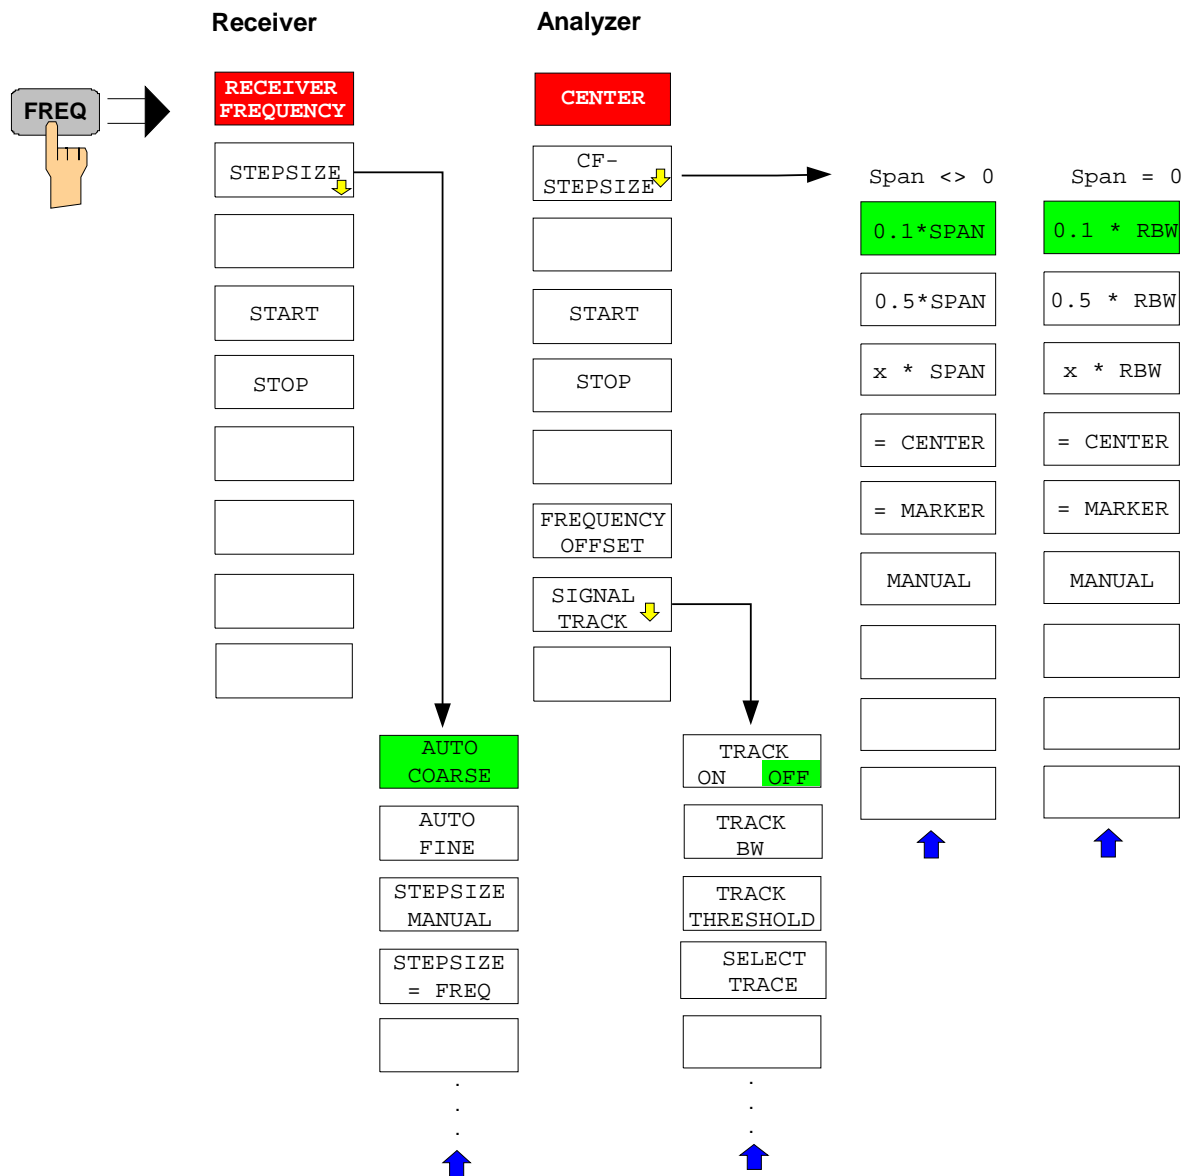 Receiver
Analyzer
FREQ
RECEIVER
FREQUENCY
STEPSIZE
START
STOP
CENTER
CF-
STEPSIZE
START
STOP
FREQUENCY
OFFSET
SIGNAL
TRACK
Span <> 0
0.1*SPAN
0.5*SPAN
x * SPAN
= CENTER
= MARKER
MANUAL
Span = 0
0.1 * RBW
0.5 * RBW
x * RBW
= CENTER
= MARKER
MANUAL
AUTO
COARSE
AUTO
FINE
STEPSIZE
MANUAL
STEPSIZE
= FREQ
.
.
.
TRACK
ON OFF
TRACK
BW
TRACK
THRESHOLD
SELECT
TRACE
.
.
.